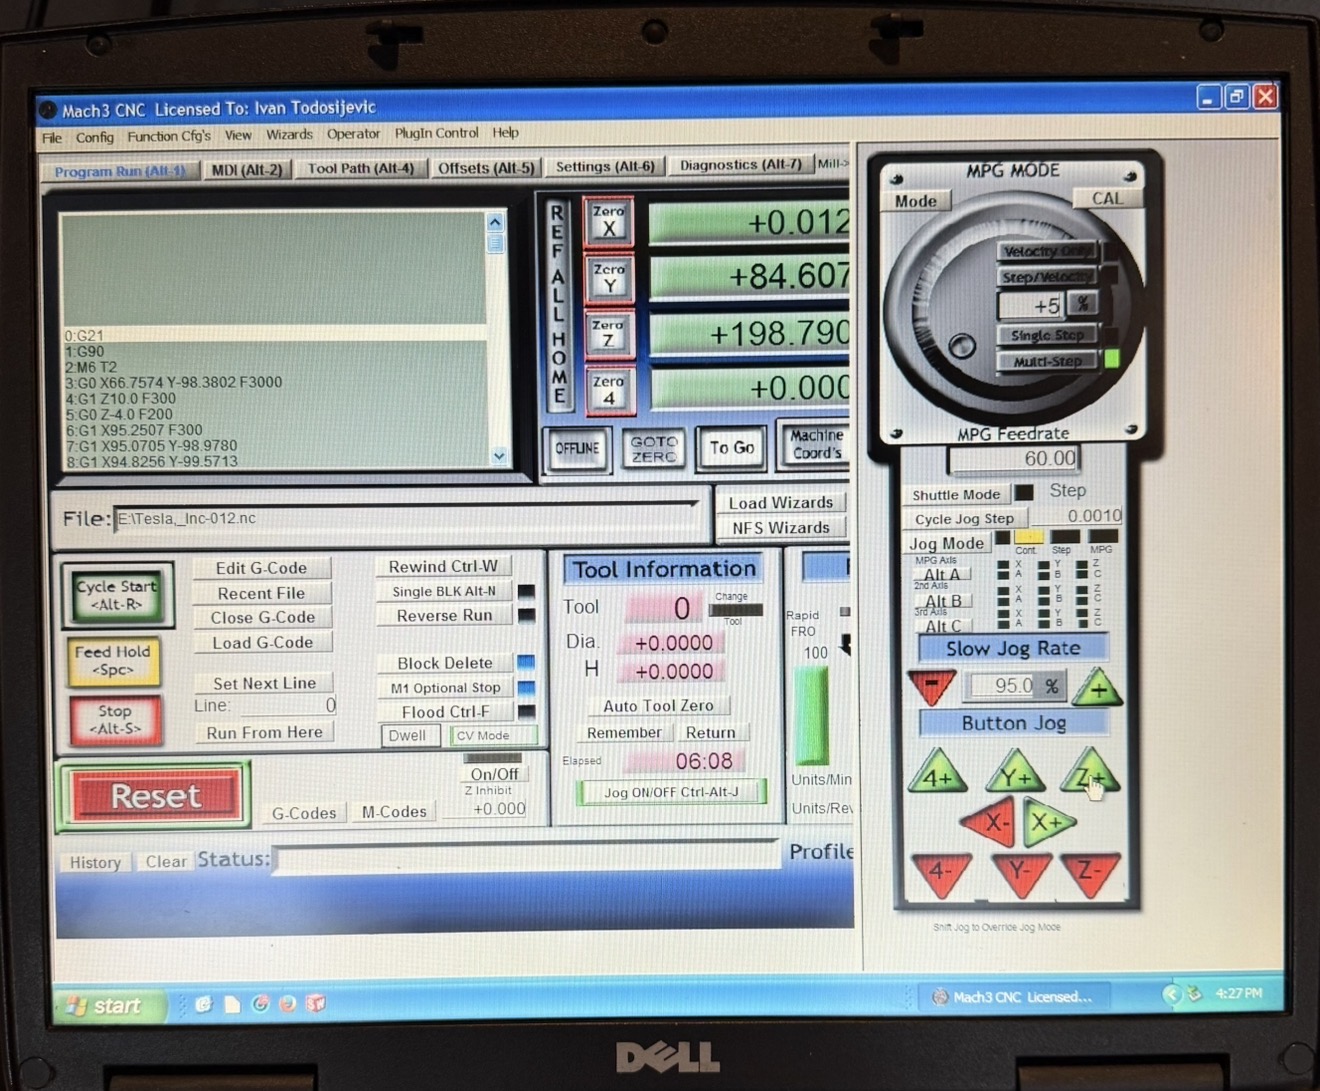 Mach3 CNC Licensed To: Ivan Todosijevic
File Config Function Cfg's View Wizards Operator PlugIn Control Help
Program Run (Alt-1) MDI (Alt-2) Tool Path (Alt-4) Offsets (Alt-5) Settings (Alt-6) Diagnostics (Alt-7) Mill->
0:G21
1:G90
2:M6 T2
3:G0 X66.7574 Y-98.3802 F3000
4:G1 Z10.0 F300
5:G0 Z-4.0 F200
6:G1 X95.2507 F300
7:G1 X95.0705 Y-98.9780
8:G1 X94.8256 Y-99.5713
REF ALL HOME
Zero X +0.012
Zero Y +84.607
Zero Z +198.790
Zero 4 +0.000
OFFLINE
GOTO ZERO
To Go
Machine Coord's
File: E:\Tesla,_Inc-012.nc
Load Wizards
NFS Wizards
Cycle Start
<Alt-R>
Feed Hold
<Spc>
Stop
<Alt-S>
Edit G-Code
Recent File
Close G-Code
Load G-Code
Set Next Line
Line: 0
Run From Here
Rewind Ctrl-W
Single BLK Alt-N
Reverse Run
Block Delete
M1 Optional Stop
Flood Ctrl-F
Dwell CV Mode
Reset
G-Codes
M-Codes
On/Off
Z Inhibit
+0.000
Tool Information
Tool 0 Change Tool
Dia. +0.0000
H +0.0000
Auto Tool Zero
Remember Return
Elapsed 06:08
Jog ON/OFF Ctrl-Alt-J
Rapid
FRO
100
Units/Min
Units/Rev
History Clear Status:
Profile
MPG MODE
Mode CAL
Velocity Only
Step/Velocity
+5 %
Single Step
Multi-Step
MPG Feedrate
60.00
Shuttle Mode Step
Cycle Jog Step 0.0010
Jog Mode Cont. Step MPG
MPG Axis
Alt A X Y Z
A B C
2nd Axis
Alt B X Y Z
A B C
3rd Axis
Alt C X Y Z
A B C
Slow Jog Rate
- 95.0 % +
Button Jog
4+ Y+ Z+
X- X+
4- Y- Z-
Shift Jog to Override Jog Mode
start
Mach3 CNC Licensed...
4:27 PM
DELL